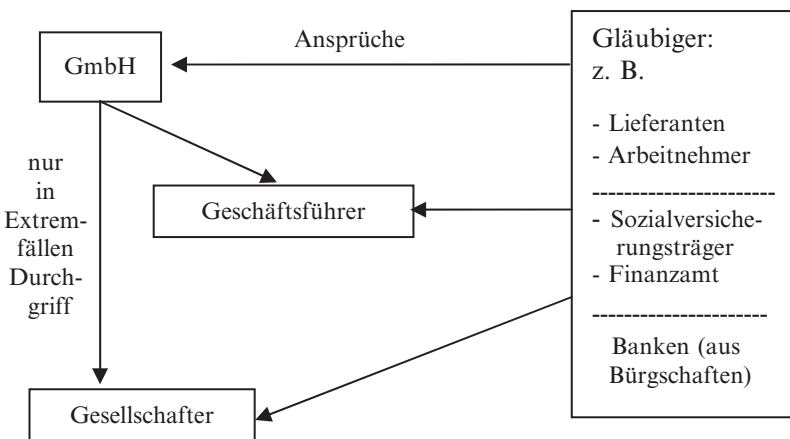 Ansprüche
GmbH
Gläubiger:
z. B.
- Lieferanten
- Arbeitnehmer
-----------------------
- Sozialversiche-
rungsträger
- Finanzamt
----------------------
Banken (aus
Bürgschaften)
nur
in
Extrem-
fällen
Durch-
griff
Geschäftsführer
Gesellschafter